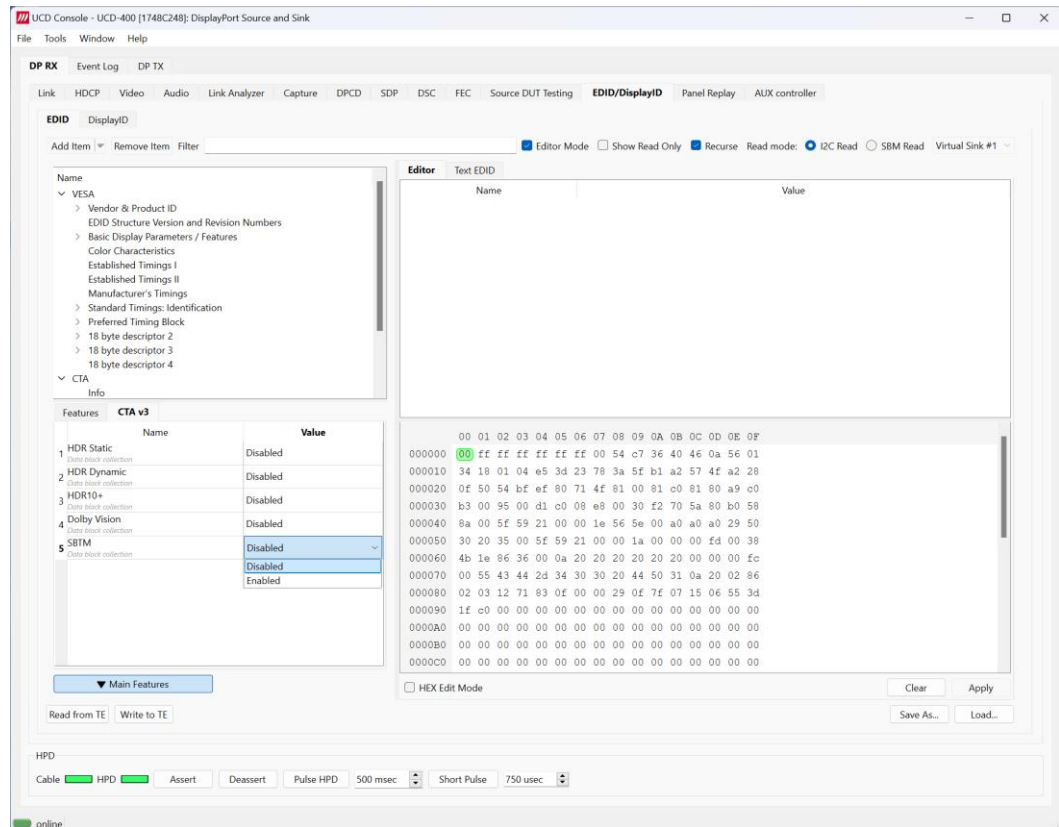 UCD Console - UCD-400 [1748C248]: DisplayPort Source and Sink
File Tools Window Help
DP RX Event Log DP TX
Link HDCP Video Audio Link Analyzer Capture DPCD SDP DSC FEC Source DUT Testing EDID/DisplayID Panel Replay AUX controller
EDID DisplayID
Add Item Remove Item Filter Editor Mode Show Read Only Recurse Read mode: I2C Read SBM Read Virtual Sink #1
Name
VESA
Vendor & Product ID
EDID Structure Version and Revision Numbers
Basic Display Parameters / Features
Color Characteristics
Established Timings I
Established Timings II
Manufacturer's Timings
Standard Timings: Identification
Preferred Timing Block
18 byte descriptor 2
18 byte descriptor 3
18 byte descriptor 4
CTA
Info
Editor Text EDID
Name Value
Features CTA v3
Name Value
1 HDR Static Disabled
Data block collection
2 HDR Dynamic Disabled
Data block collection
3 HDR10+ Disabled
Data block collection
4 Dolby Vision Disabled
Data block collection
5 SBTM Disabled
Data block collection
Disabled
Enabled
00 01 02 03 04 05 06 07 08 09 0A 0B 0C 0D 0E 0F
000000 00 ff ff ff ff ff ff 00 54 c7 36 40 46 0a 56 01
000010 34 18 01 04 e5 3d 23 78 3a 5f b1 a2 57 4f a2 28
000020 0f 50 54 bf ef 80 71 4f 81 00 81 c0 81 80 a9 c0
000030 b3 00 95 00 d1 c0 08 e8 00 30 f2 70 5a 80 b0 58
000040 8a 00 5f 59 21 00 00 1e 56 5e 00 a0 a0 a0 29 50
000050 30 20 35 00 5f 59 21 00 00 1a 00 00 00 fd 00 38
000060 4b 1e 86 36 00 0a 20 20 20 20 20 20 00 00 00 fc
000070 00 55 43 44 2d 34 30 30 20 44 50 31 0a 20 02 86
000080 02 03 12 71 83 0f 00 00 29 0f 7f 07 15 06 55 3d
000090 1f c0 00 00 00 00 00 00 00 00 00 00 00 00 00 00
0000A0 00 00 00 00 00 00 00 00 00 00 00 00 00 00 00 00
0000B0 00 00 00 00 00 00 00 00 00 00 00 00 00 00 00 00
0000C0 00 00 00 00 00 00 00 00 00 00 00 00 00 00 00 00
▼ Main Features
HEX Edit Mode Clear Apply
Read from TE Write to TE Save As... Load...
HPD
Cable HPD Assert Deassert Pulse HPD 500 msec Short Pulse 750 usec
online